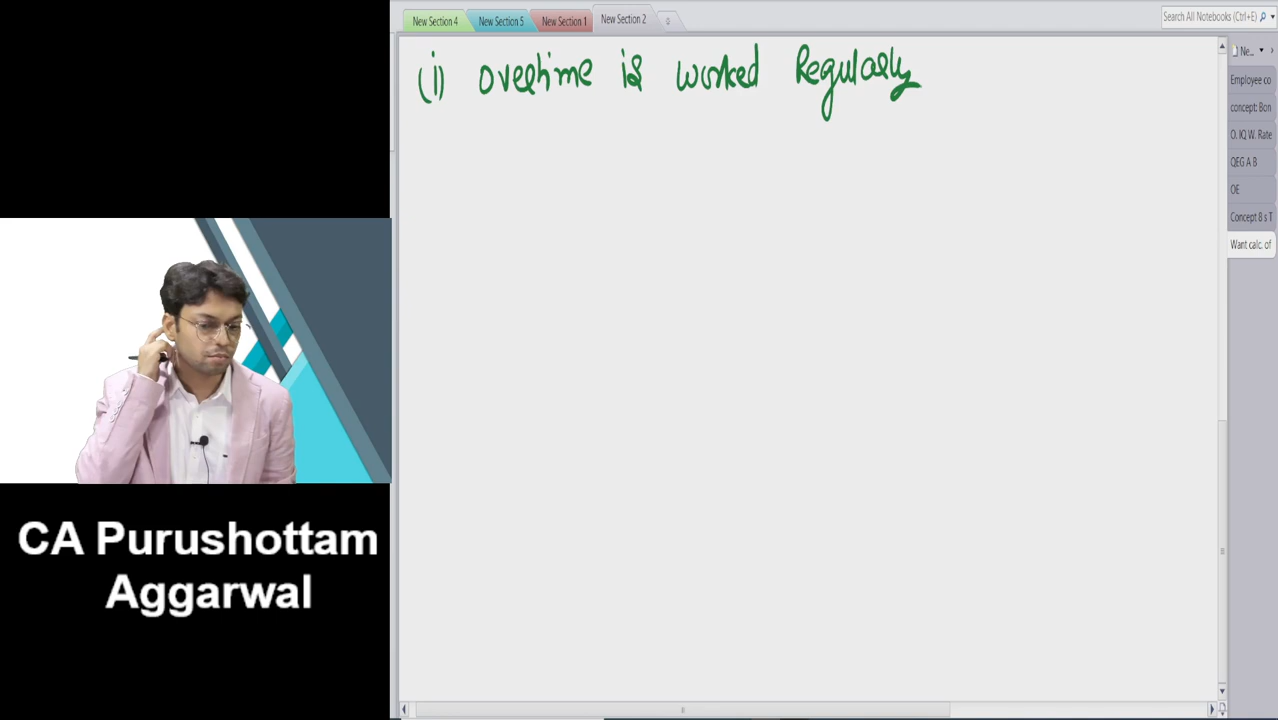 New Section 4
New Section 5
New Section 1
New Section 2
Search All Notebooks (Ctrl+E)
(i) overtime is worked Regularly
Ne...
Employee co
concept: Bon
O. IQ W. Rate
QEG A B
OE
Concept 8 s T
Want calc. of
CA Purushottam
Aggarwal